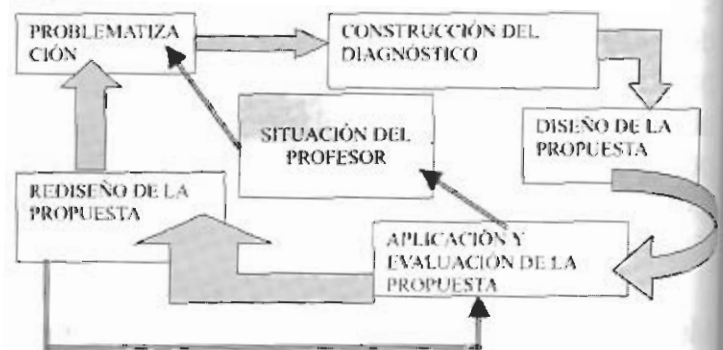 PROBLEMATIZA
CIÓN
CONSTRUCCIÓN DEL
DIAGNÓSTICO
SITUACIÓN DEL
PROFESOR
DISEÑO DE LA
PROPUESTA
REDISEÑO DE LA
PROPUESTA
APLICACIÓN Y
EVALUACIÓN DE LA
PROPUESTA